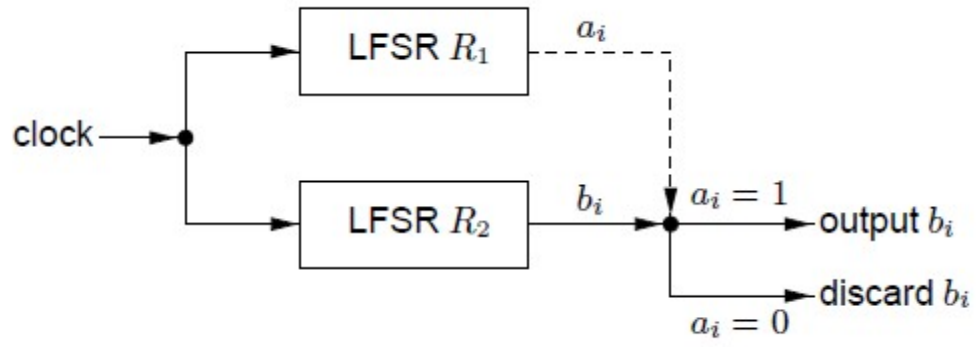 LFSR R₁
aᵢ
clock
LFSR R₂
bᵢ
aᵢ = 1
output bᵢ
discard bᵢ
aᵢ = 0